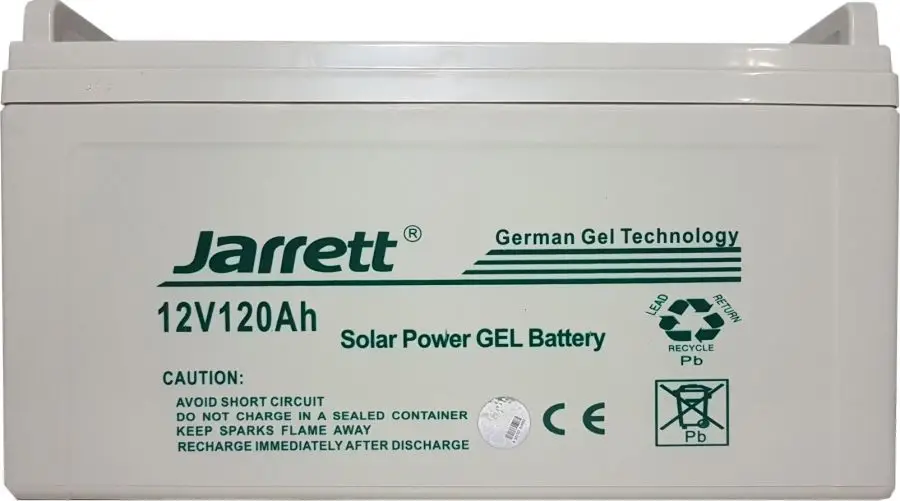 Jarrett®
German Gel Technology
12V120Ah
Solar Power GEL Battery
LEAD RETURN
RECYCLE
Pb
CAUTION:
AVOID SHORT CIRCUIT
DO NOT CHARGE IN A SEALED CONTAINER
KEEP SPARKS FLAME AWAY
RECHARGE IMMEDIATELY AFTER DISCHARGE
CE
Pb